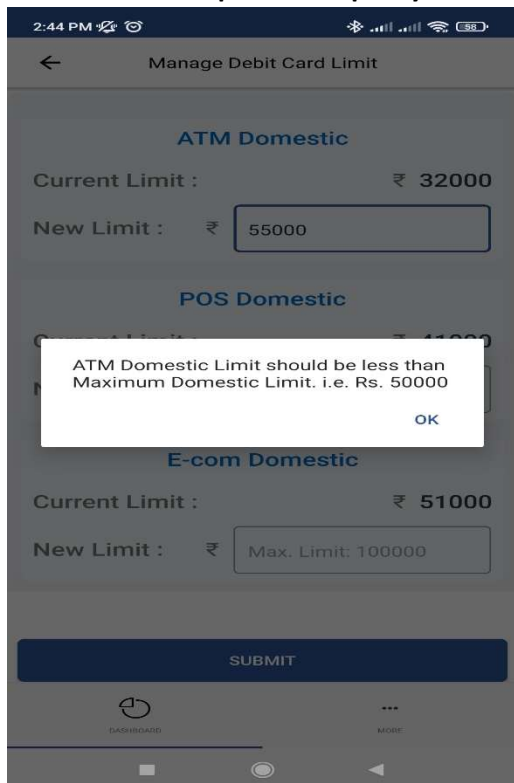 2:44 PM
58
Manage Debit Card Limit
ATM Domestic
Current Limit : ₹ 32000
New Limit : ₹ 55000
POS Domestic
ATM Domestic Limit should be less than
Maximum Domestic Limit. i.e. Rs. 50000
OK
E-com Domestic
Current Limit : ₹ 51000
New Limit : ₹ Max. Limit: 100000
SUBMIT
DASHBOARD
MORE